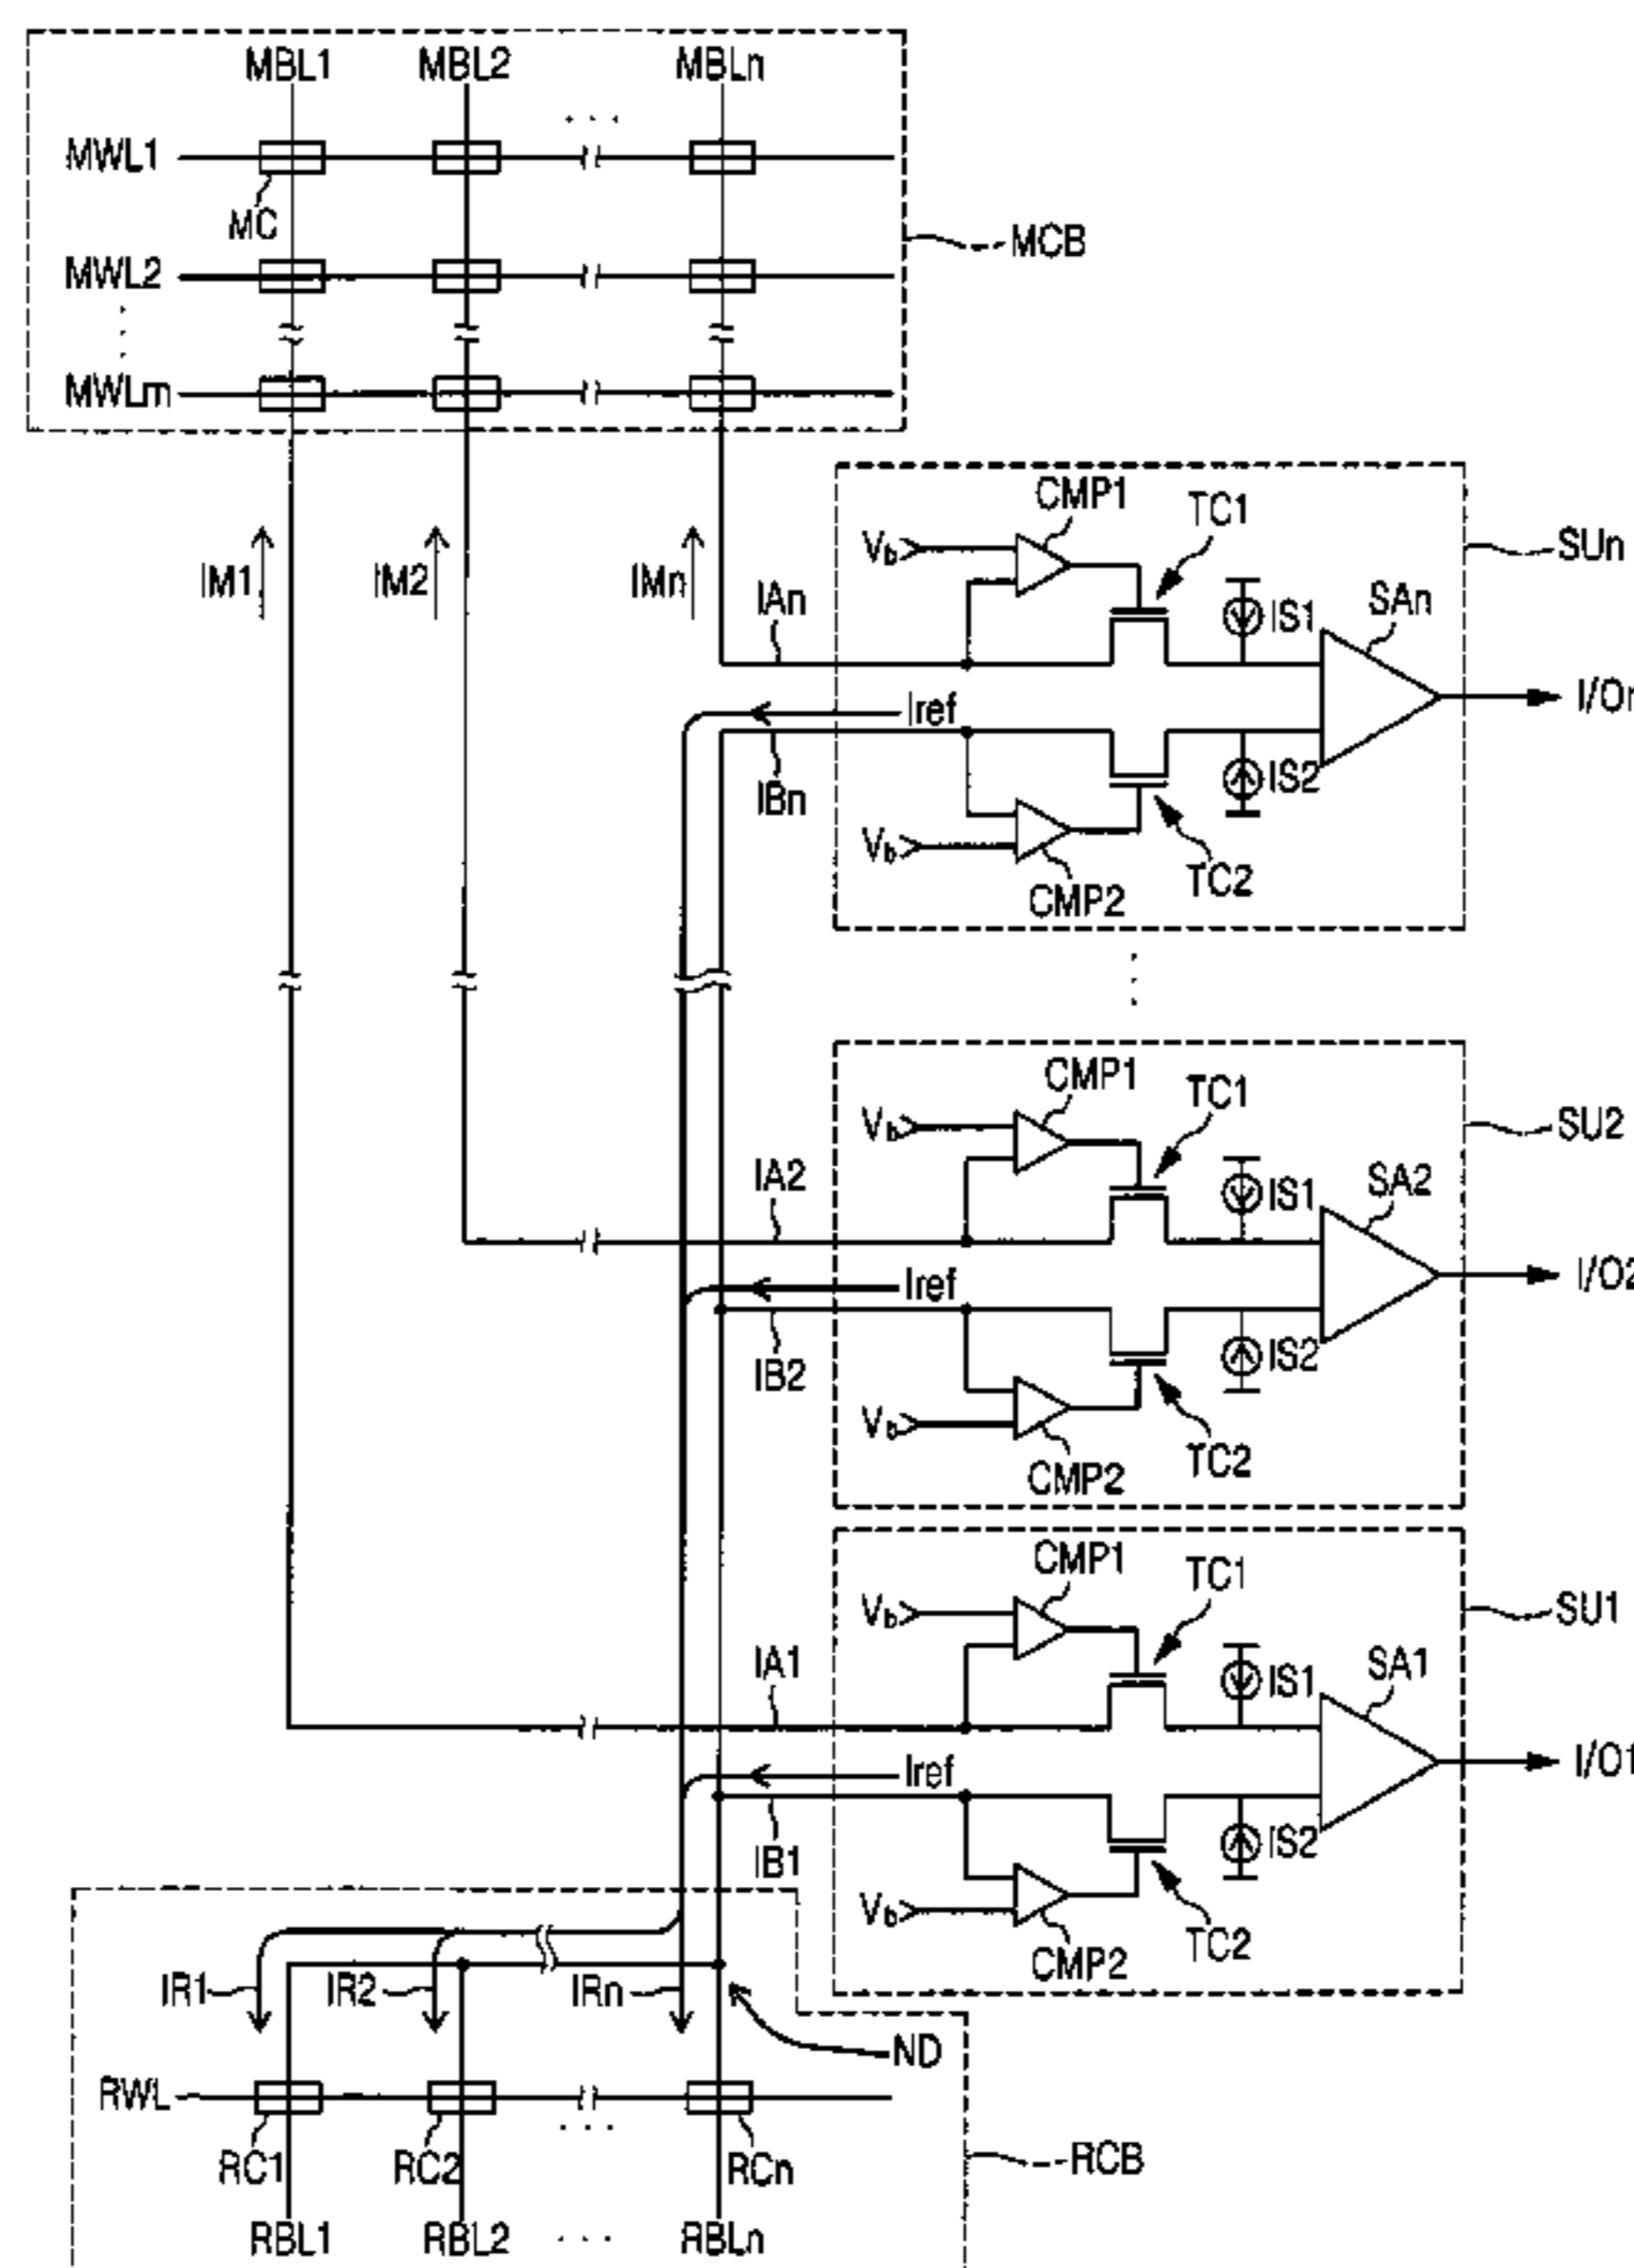 MBL1 MBL2 MBLn
. . .
MWL1
MC
MCB
MWL2
MWLm
CMP1 TC1
Vb
SUn
IM1 IM2 IMn IAn IS1 SAn
Iref
IBn IS2
Vb
CMP2 TC2
CMP1 TC1
Vb
SU2
IA2 IS1 SA2
Iref I/O2
IB2 IS2
Vb
CMP2 TC2
CMP1 TC1
Vb
SU1
IA1 IS1 SA1
Iref I/O1
IB1 IS2
Vb
CMP2 TC2
IR1 IR2 IRn
ND
RWL
. . .
RC1 RC2 RCn
RCB
RBL1 RBL2 . . . RBLn